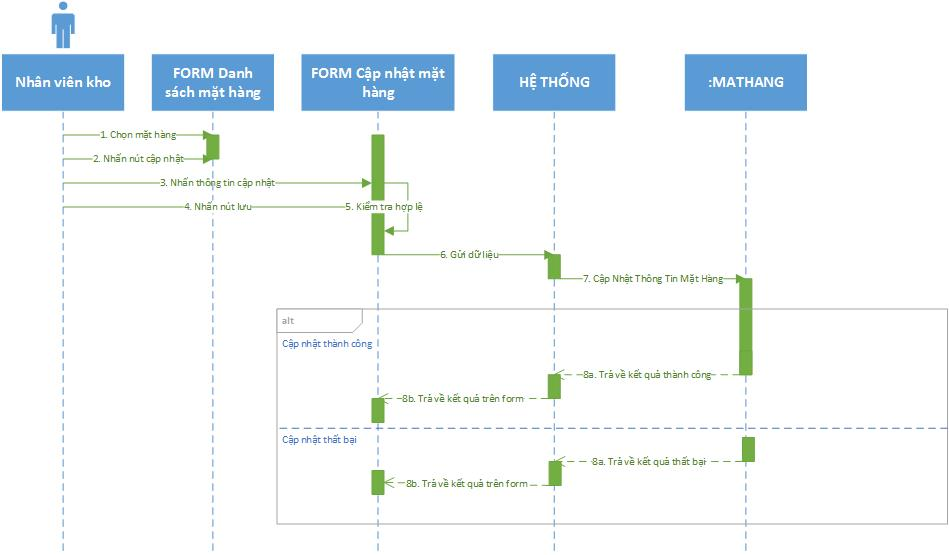 Nhân viên kho
FORM Danh
sách mặt hàng
FORM Cập nhật mặt
hàng
HỆ THỐNG
:MATHANG
1. Chọn mặt hàng
2. Nhấn nút cập nhật
3. Nhấn thông tin cập nhật
4. Nhấn nút lưu
5. Kiểm tra hợp lệ
6. Gửi dữ liệu
7. Cập Nhật Thông Tin Mặt Hàng
alt
Cập nhật thành công
8a. Trả về kết quả thành công
8b. Trả về kết quả trên form
Cập nhật thất bại
8a. Trả về kết quả thất bại
8b. Trả về kết quả trên form